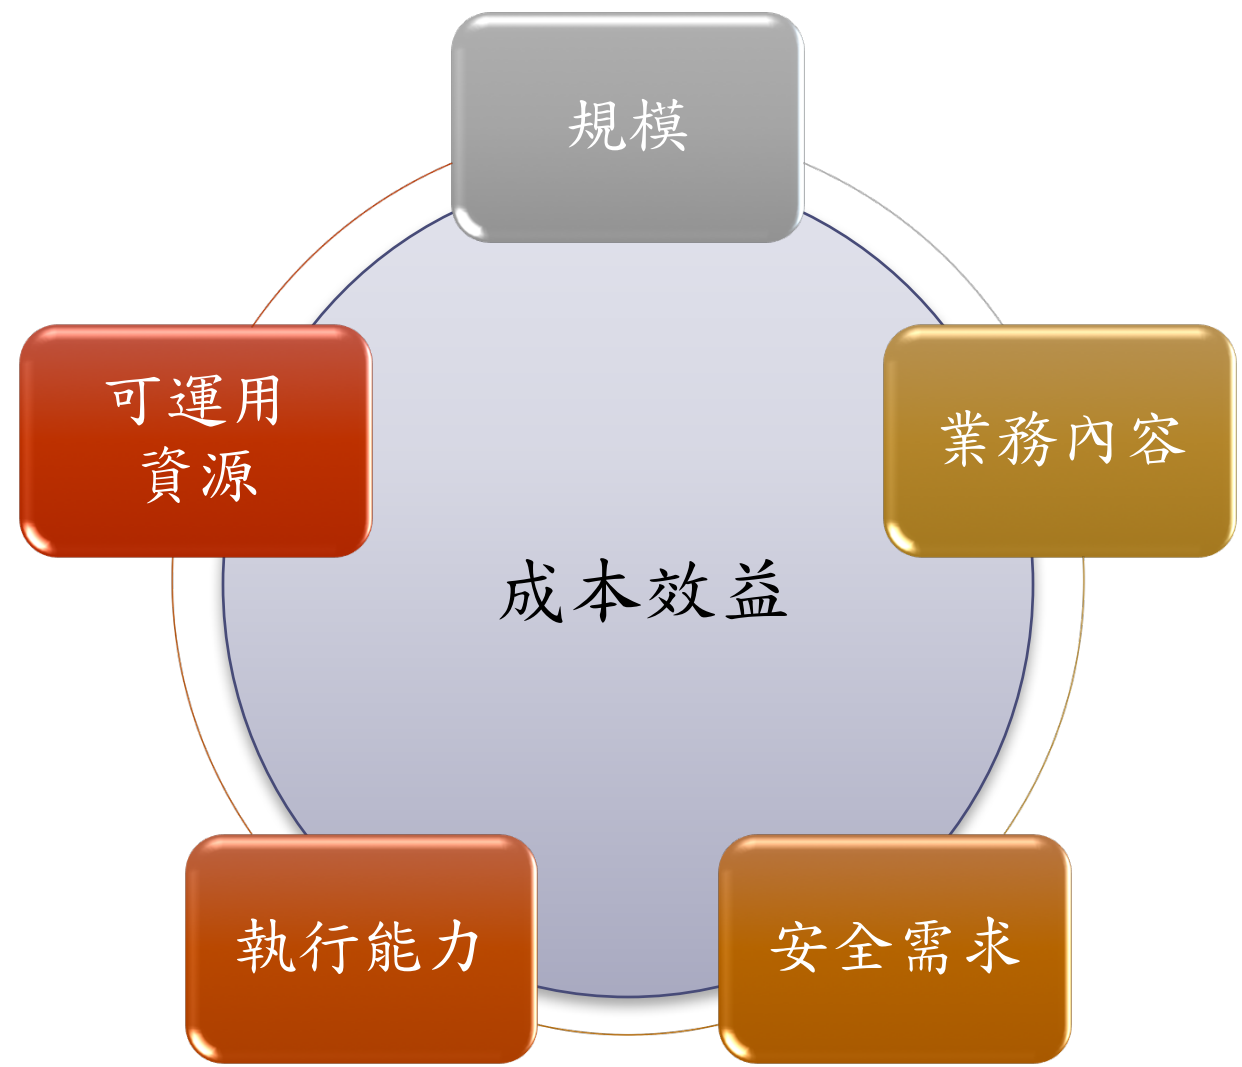 規模
可運用
資源
業務內容
成本效益
執行能力
安全需求